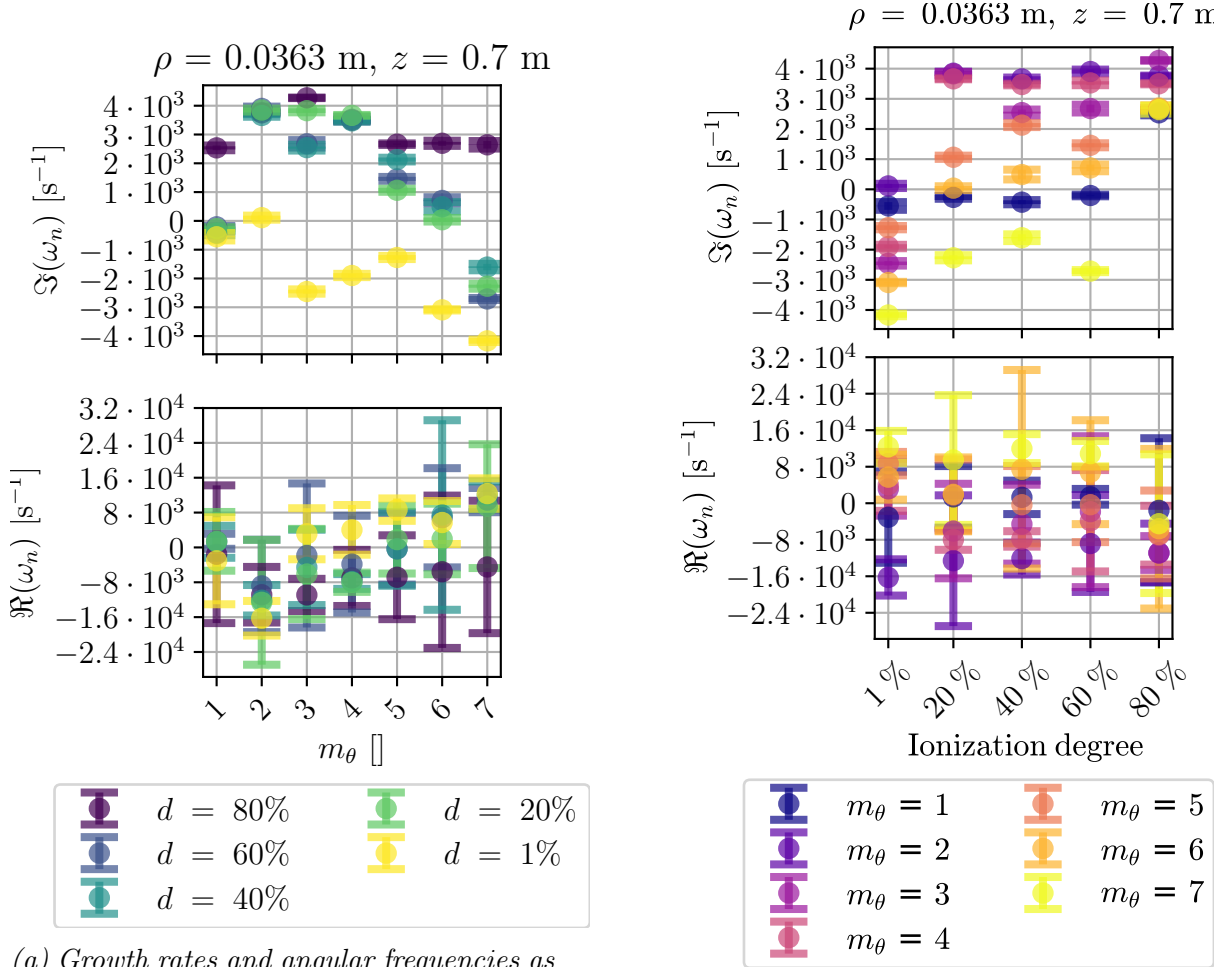 ρ = 0.0363 m, z = 0.7 m
ℑ(ωₙ) [s⁻¹]
4 · 10³
3 · 10³
2 · 10³
1 · 10³
0
−1 · 10³
−2 · 10³
−3 · 10³
−4 · 10³
ℜ(ωₙ) [s⁻¹]
3.2 · 10⁴
2.4 · 10⁴
1.6 · 10⁴
8 · 10³
0
−8 · 10³
−1.6 · 10⁴
−2.4 · 10⁴
1 2 3 4 5 6 7
m_θ []
d = 80%
d = 60%
d = 40%
d = 20%
d = 1%
(a) Growth rates and angular frequencies as
ρ = 0.0363 m, z = 0.7 m
ℑ(ωₙ) [s⁻¹]
4 · 10³
3 · 10³
2 · 10³
1 · 10³
0
−1 · 10³
−2 · 10³
−3 · 10³
−4 · 10³
ℜ(ωₙ) [s⁻¹]
3.2 · 10⁴
2.4 · 10⁴
1.6 · 10⁴
8 · 10³
0
−8 · 10³
−1.6 · 10⁴
−2.4 · 10⁴
1 % 20 % 40 % 60 % 80 %
Ionization degree
m_θ = 1
m_θ = 2
m_θ = 3
m_θ = 4
m_θ = 5
m_θ = 6
m_θ = 7